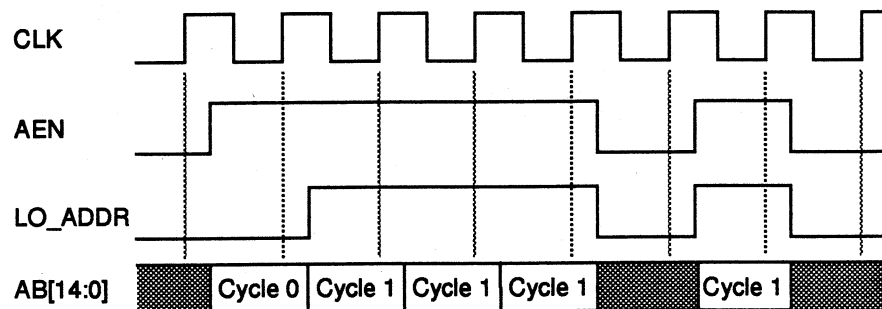 CLK
AEN
LO_ADDR
AB[14:0] Cycle 0 Cycle 1 Cycle 1 Cycle 1 Cycle 1